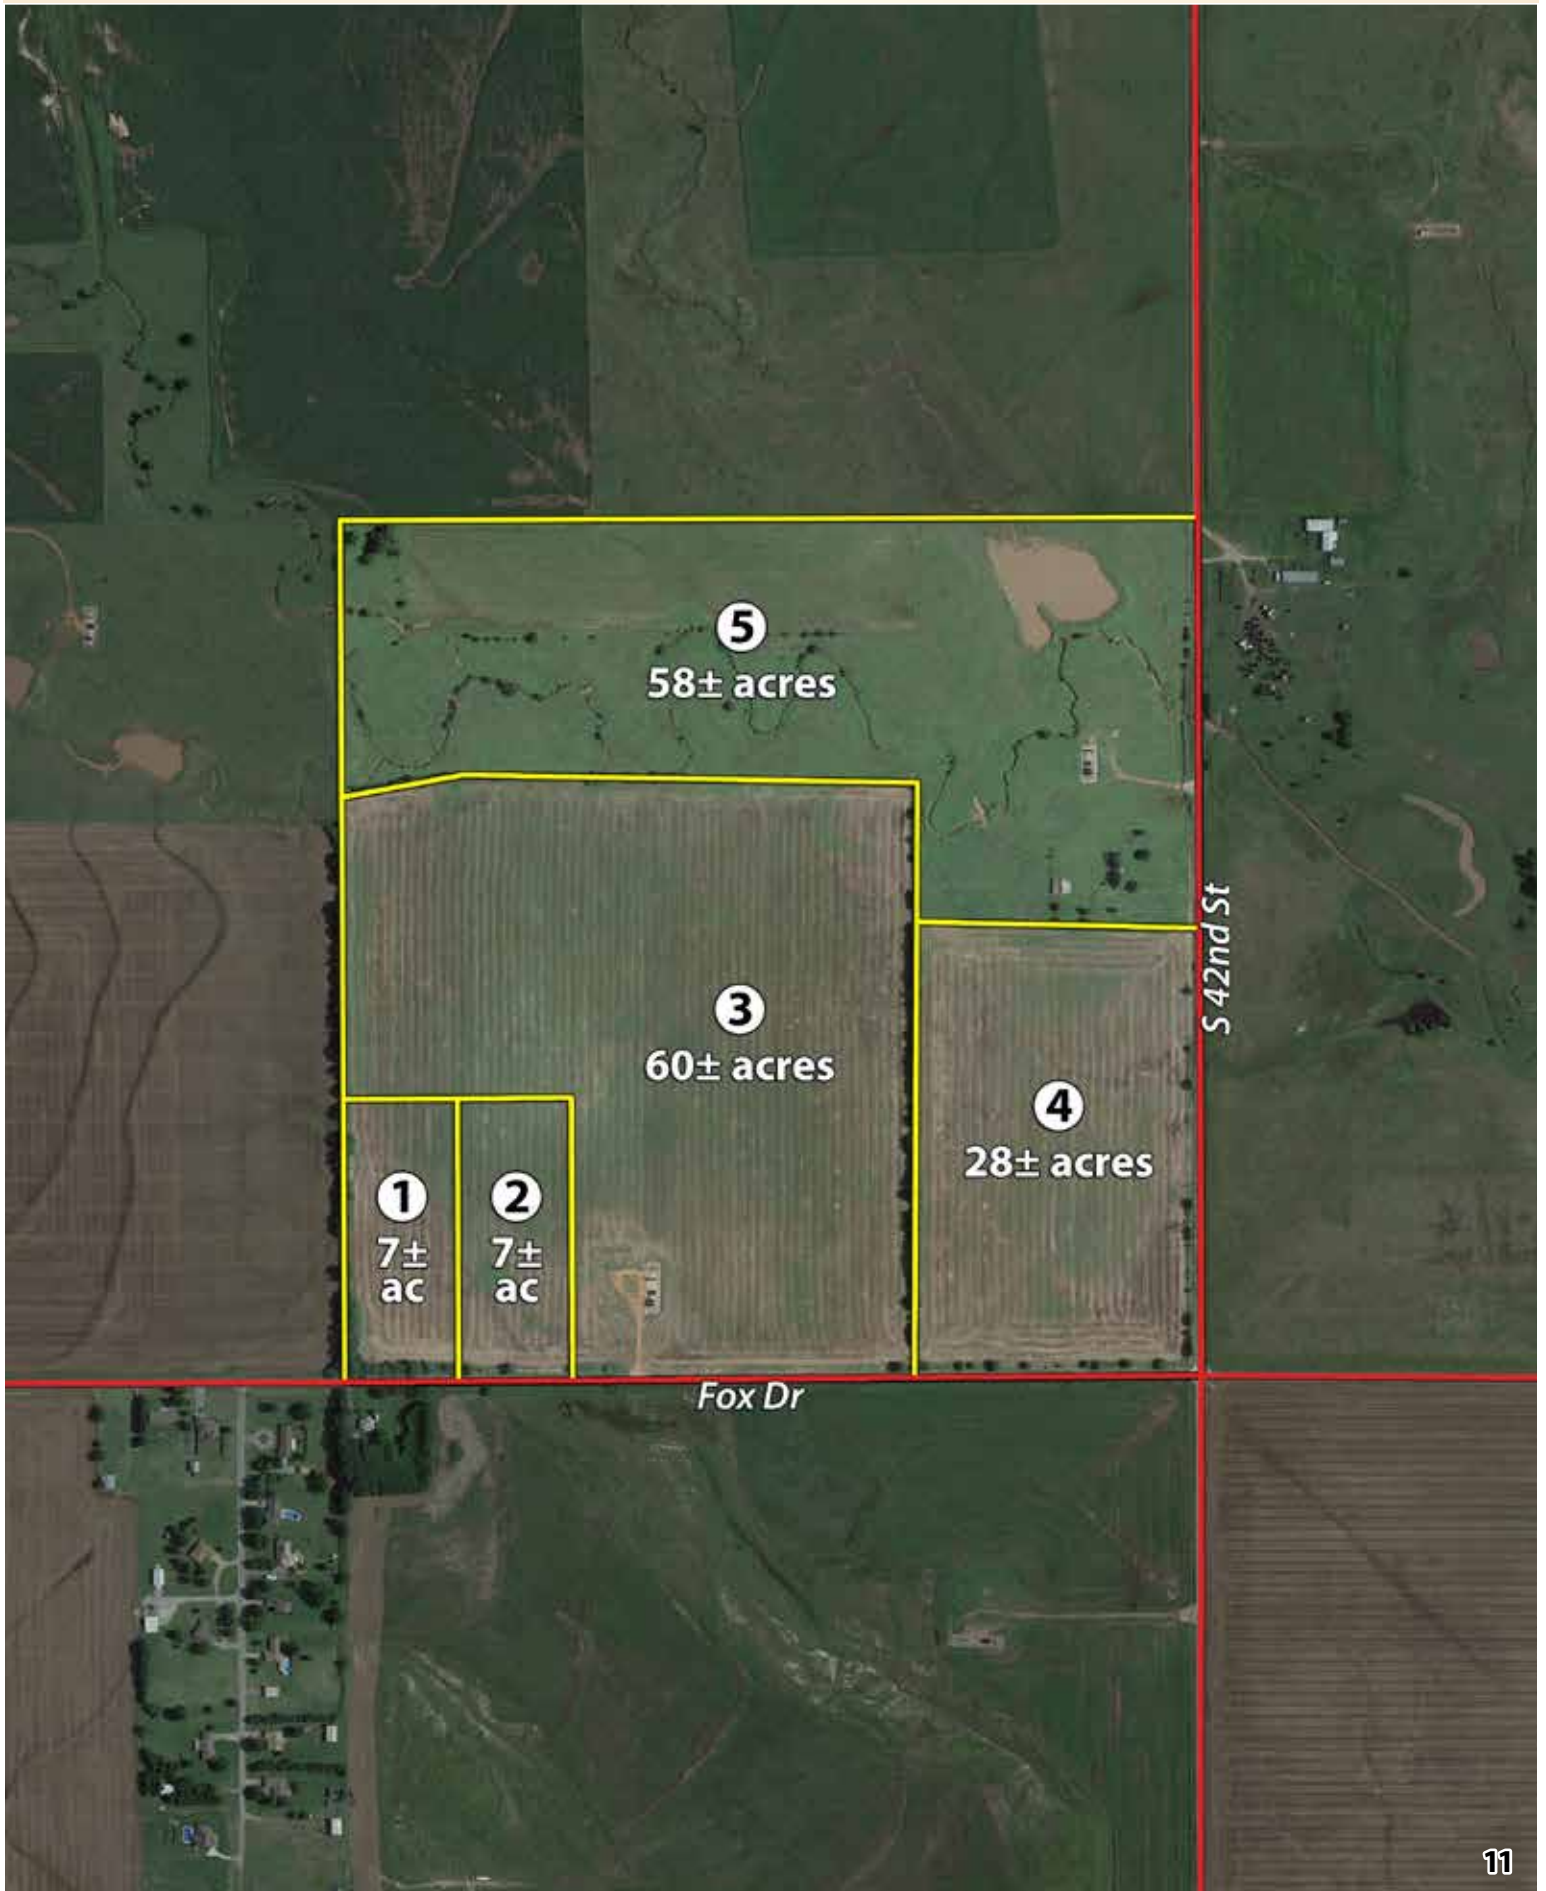 5
58± acres
S 42nd St
3
60± acres
4
28± acres
1
7±
ac
2
7±
ac
Fox Dr
11